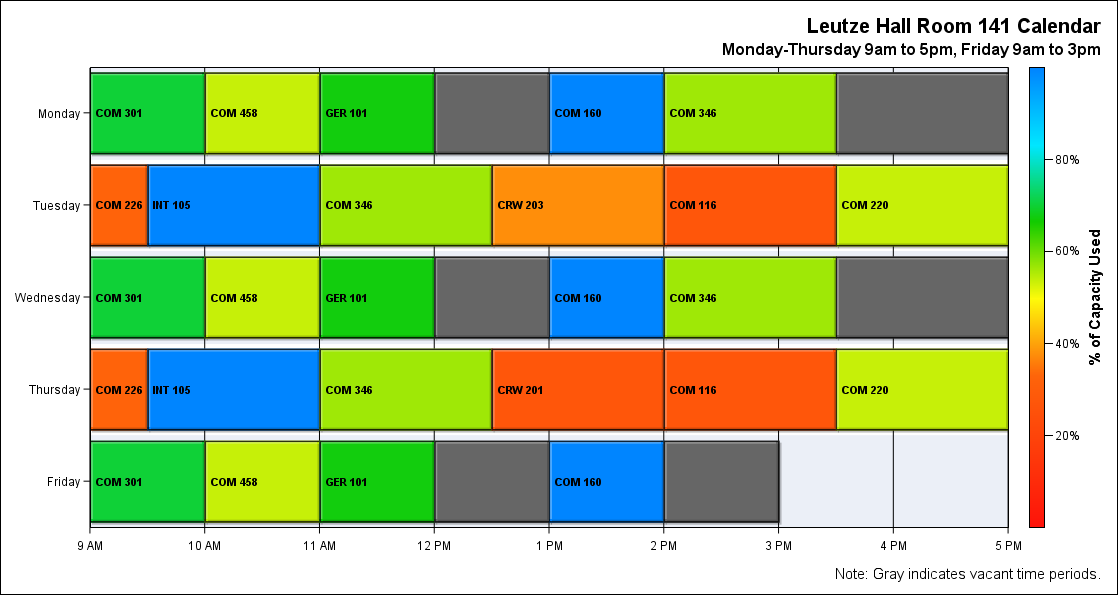 Leutze Hall Room 141 Calendar
Monday-Thursday 9am to 5pm, Friday 9am to 3pm
Monday
COM 301
COM 458
GER 101
COM 160
COM 346
Tuesday
COM 226
INT 105
COM 346
CRW 203
COM 116
COM 220
Wednesday
COM 301
COM 458
GER 101
COM 160
COM 346
Thursday
COM 226
INT 105
COM 346
CRW 201
COM 116
COM 220
Friday
COM 301
COM 458
GER 101
COM 160
9 AM
10 AM
11 AM
12 PM
1 PM
2 PM
3 PM
4 PM
5 PM
80%
60%
40%
20%
% of Capacity Used
Note: Gray indicates vacant time periods.